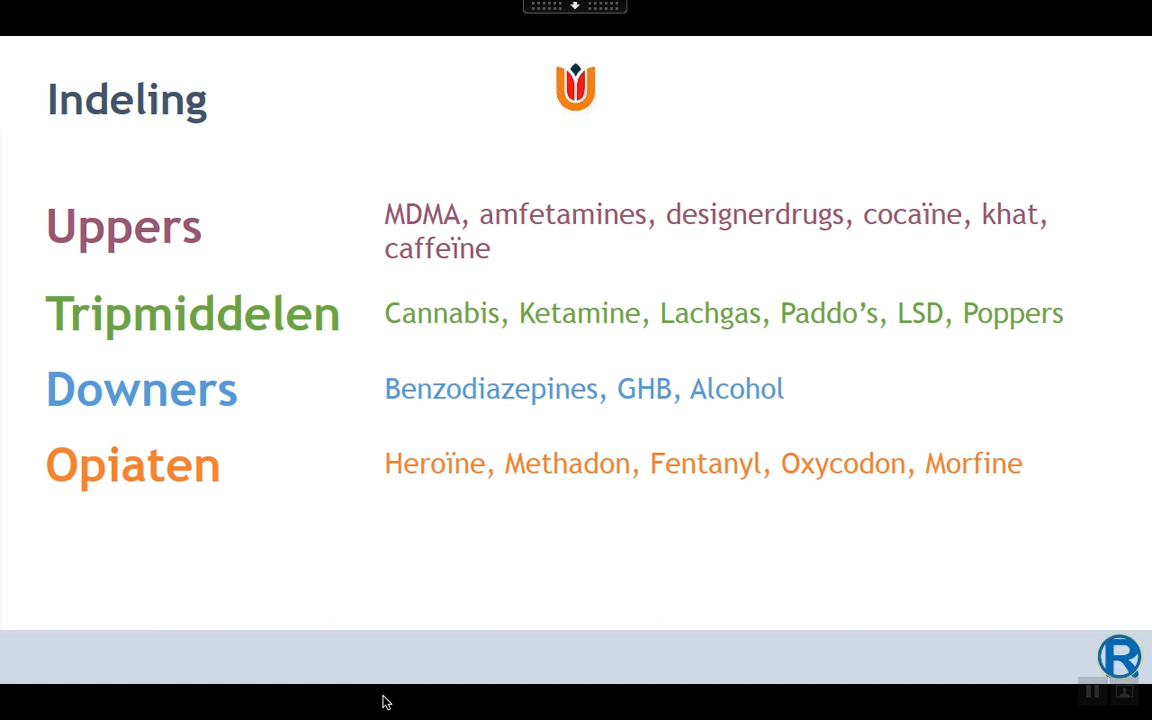 Indeling
Uppers
MDMA, amfetamines, designerdrugs, cocaïne, khat,
caffeïne
Tripmiddelen
Cannabis, Ketamine, Lachgas, Paddo’s, LSD, Poppers
Downers
Benzodiazepines, GHB, Alcohol
Opiaten
Heroïne, Methadon, Fentanyl, Oxycodon, Morfine
R